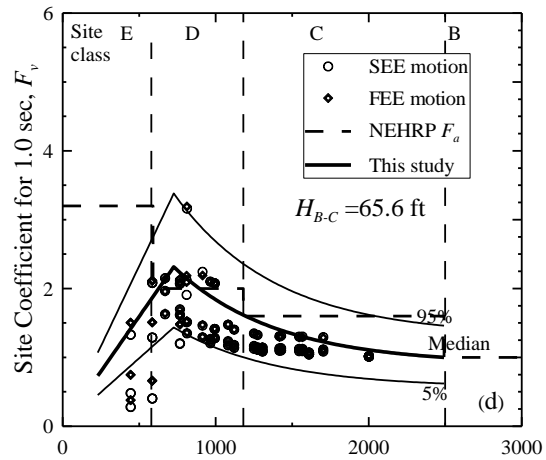 6
4
2
0
Site Coefficient for 1.0 sec, Fv
Site class
E
D
C
B
SEE motion
FEE motion
NEHRP Fa
This study
HB-C =65.6 ft
95%
Median
5%
(d)
0
1000
2000
3000